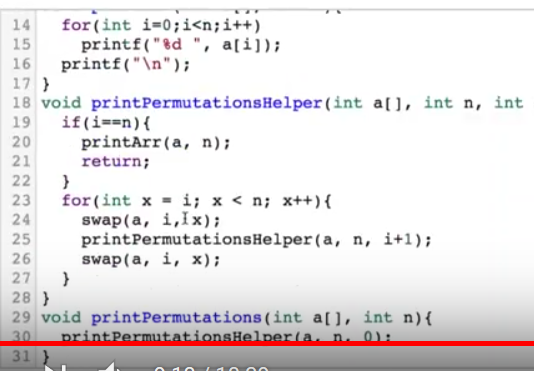 14 for(int i=0;i<n;i++)
15 printf("%d ", a[i]);
16 printf("\n");
17 }
18 void printPermutationsHelper(int a[], int n, int
19 if(i==n){
20 printArr(a, n);
21 return;
22 }
23 for(int x = i; x < n; x++){
24 swap(a, i, x);
25 printPermutationsHelper(a, n, i+1);
26 swap(a, i, x);
27 }
28 }
29 void printPermutations(int a[], int n){
30 printPermutationsHelper(a, n, 0);
31 }